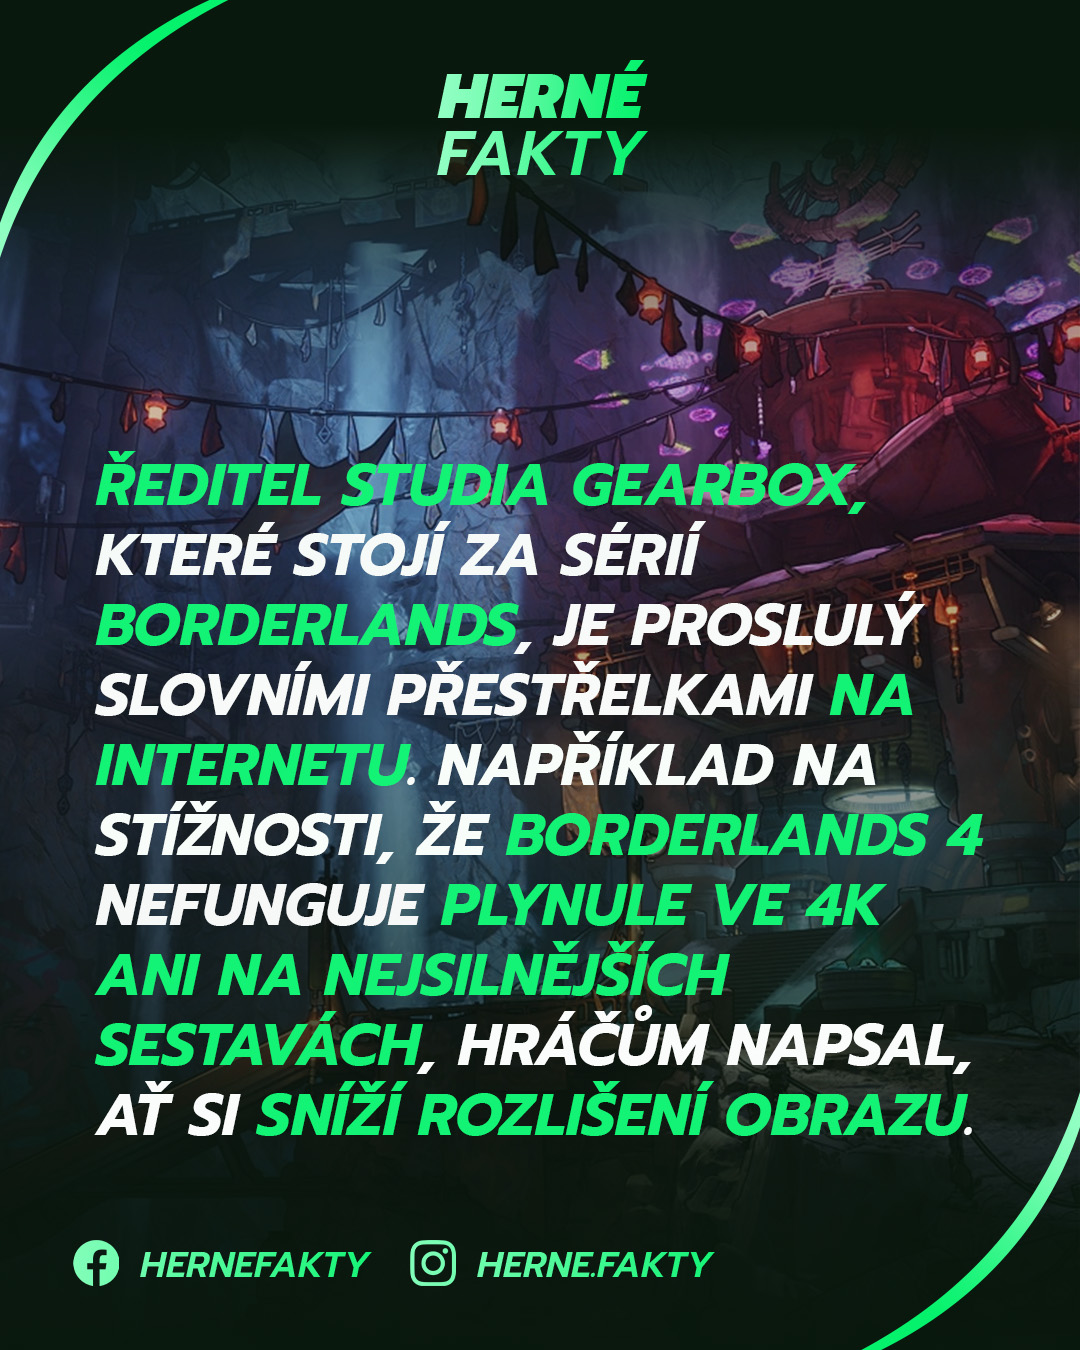 HERNÉ
FAKTY
ŘEDITEL STUDIA GEARBOX,
KTERÉ STOJÍ ZA SÉRIÍ
BORDERLANDS, JE PROSLULÝ
SLOVNÍMI PŘESTŘELKAMI NA
INTERNETU. NAPŘÍKLAD NA
STÍŽNOSTI, ŽE BORDERLANDS 4
NEFUNGUJE PLYNULE VE 4K
ANI NA NEJSILNĚJŠÍCH
SESTAVÁCH, HRÁČŮM NAPSAL,
AŤ SI SNÍŽÍ ROZLIŠENÍ OBRAZU.
HERNEFAKTY HERNE.FAKTY